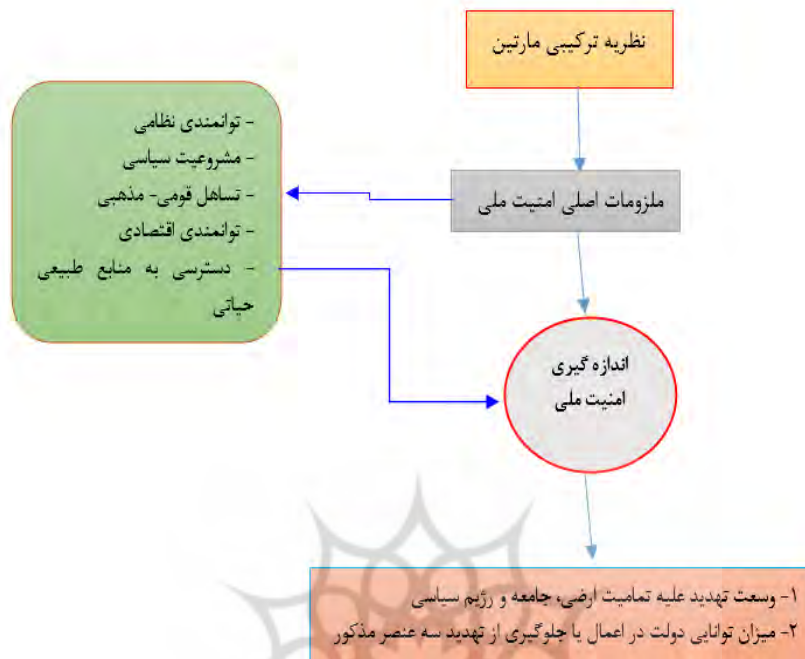 نظریه ترکیبی مارتین
ملزومات اصلی امنیت ملی
- توانمندی نظامی
- مشروعیت سیاسی
- تساهل قومی- مذهبی
- توانمندی اقتصادی
- دسترسی به منابع طبیعی
حیاتی
اندازه گیری
امنیت ملی
۱- وسعت تهدید علیه تمامیت ارضی، جامعه و رژیم سیاسی
۲- میزان توانایی دولت در اعمال یا جلوگیری از تهدید سه عنصر مذکور